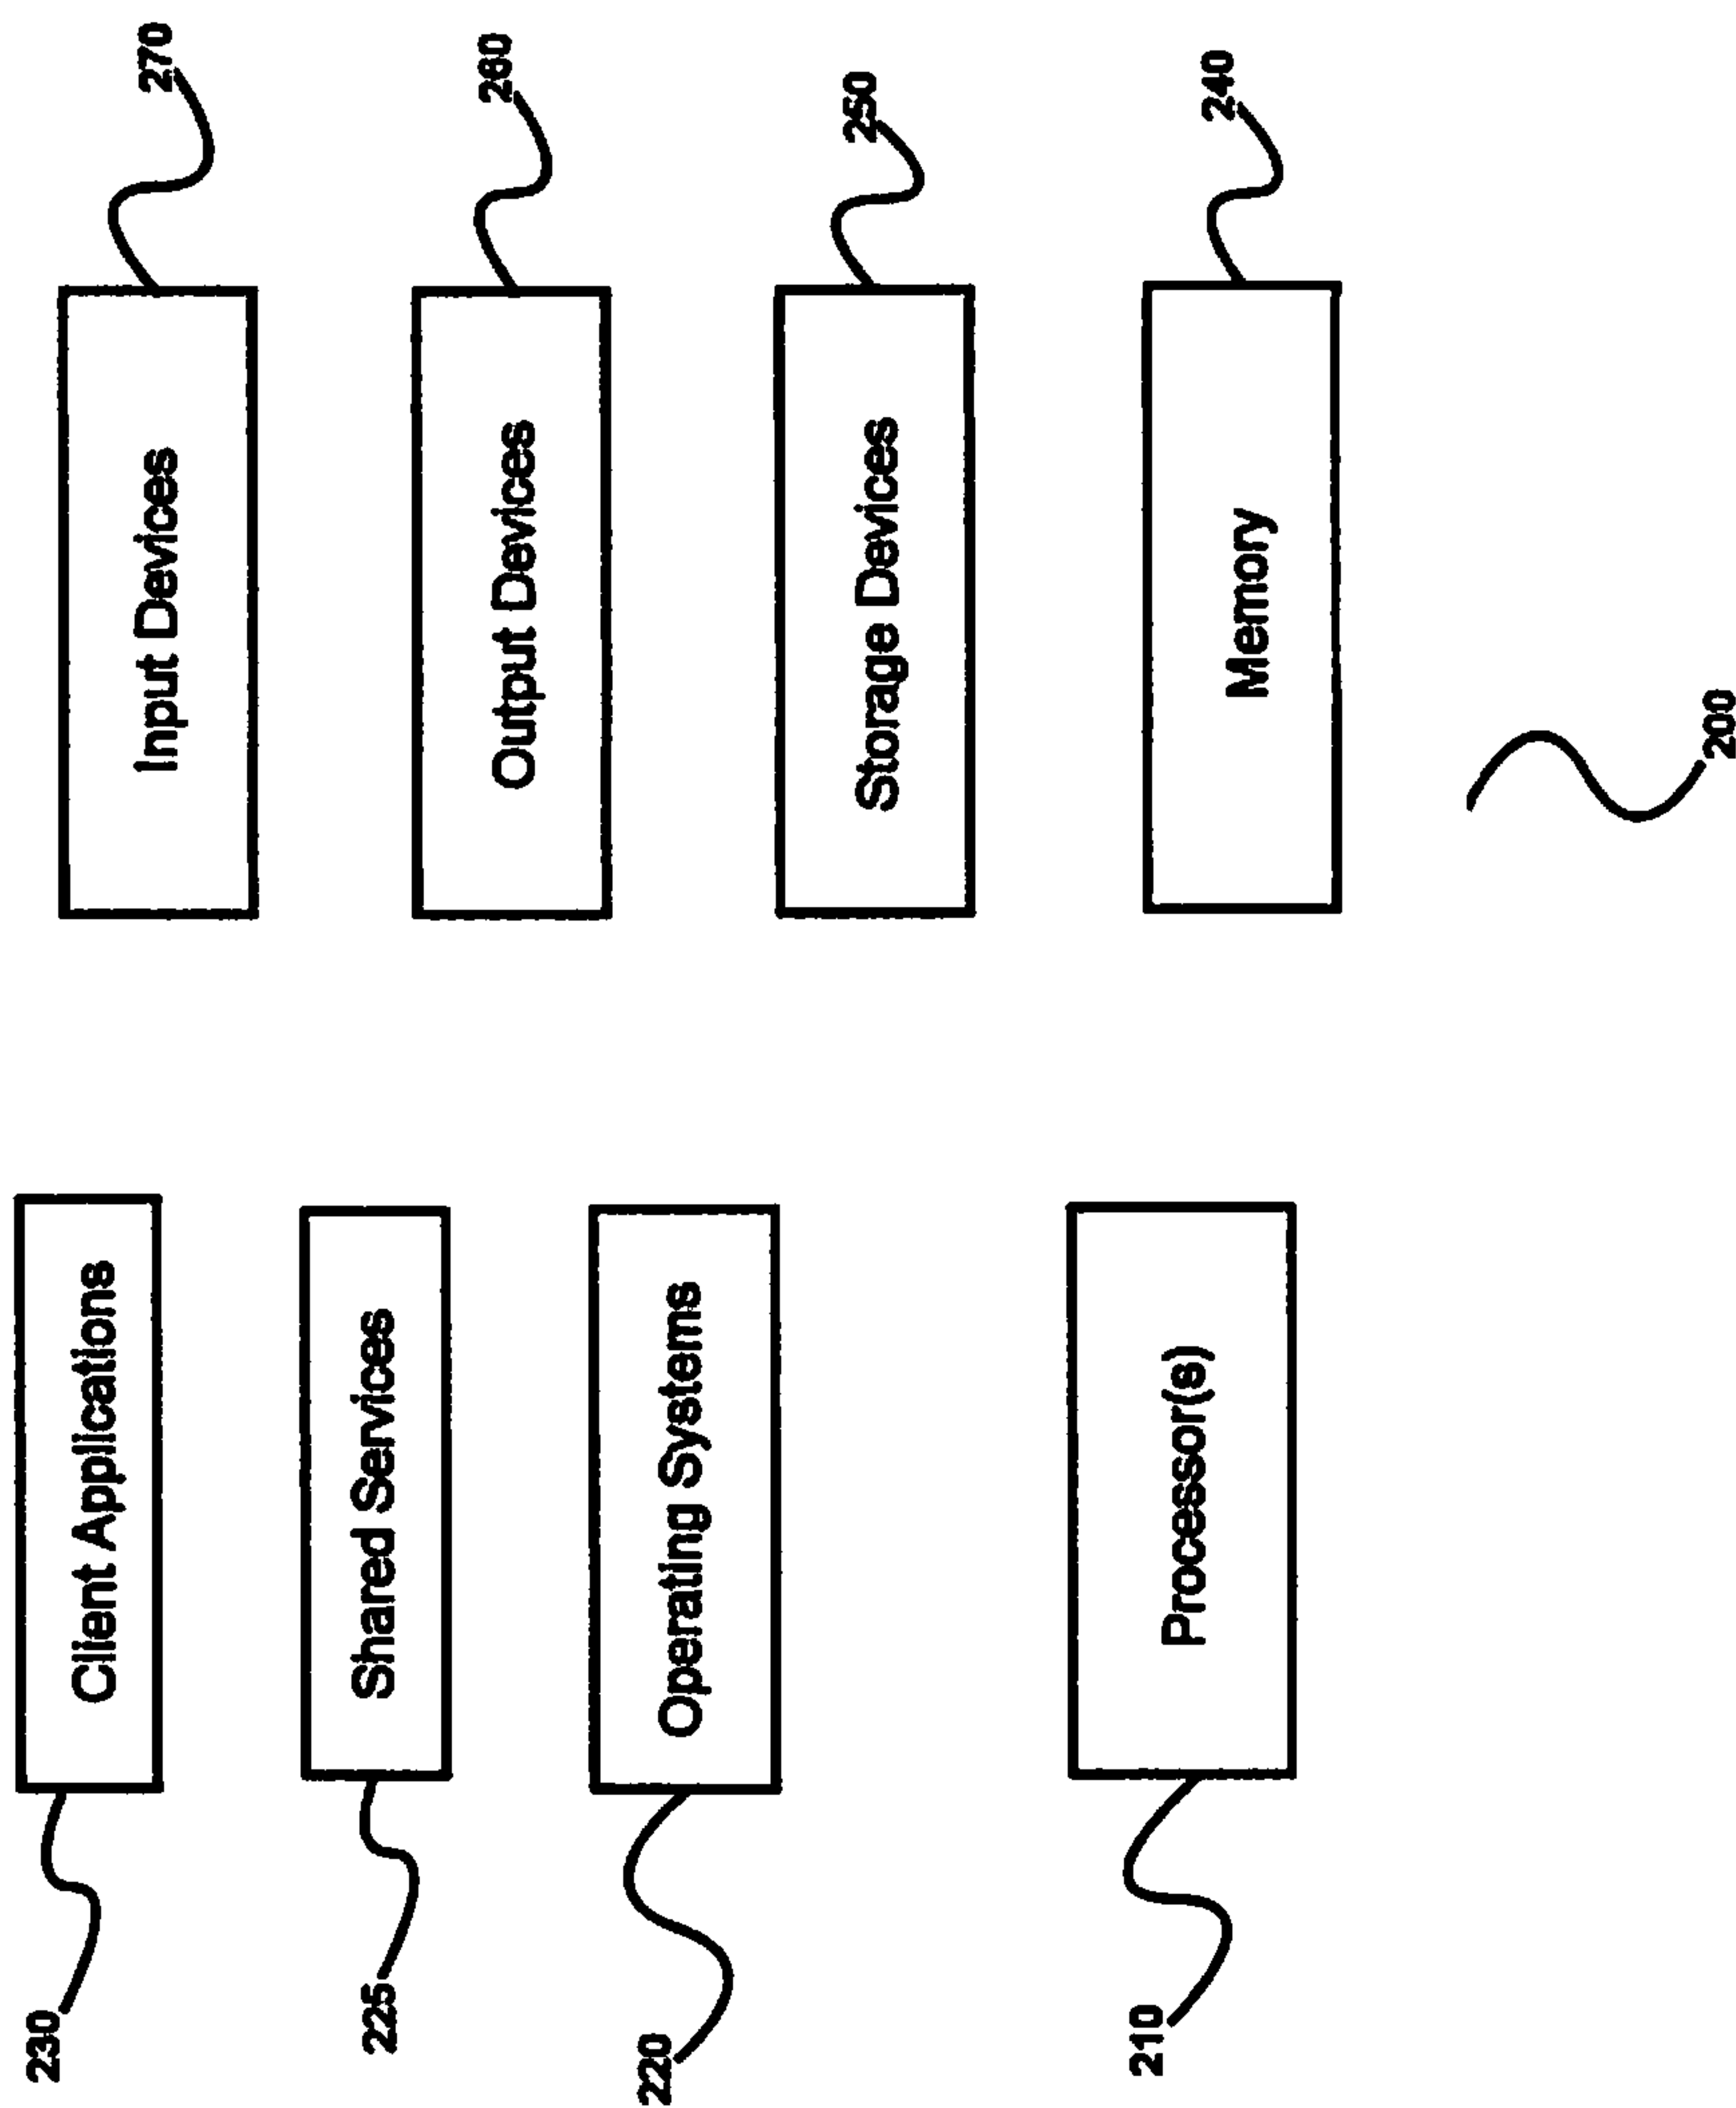 230
Client Applications
Input Devices
270
225
Shared Services
Output Devices
260
220
Operating Systems
Storage Devices
250
210
Processor(s)
Memory
240
200